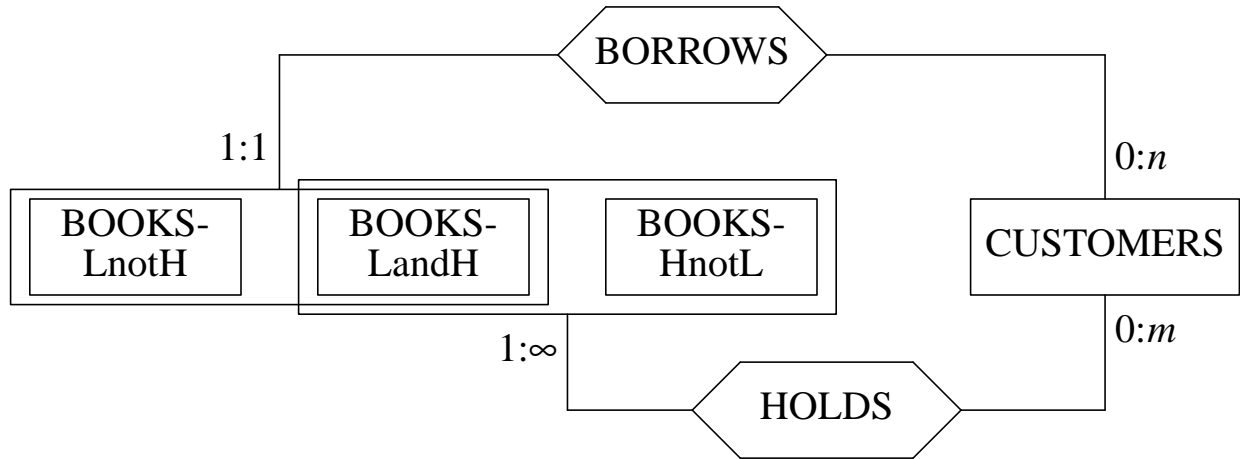 BORROWS
1:1
0:n
BOOKS-
LnotH
BOOKS-
LandH
BOOKS-
HnotL
CUSTOMERS
1:∞
0:m
HOLDS